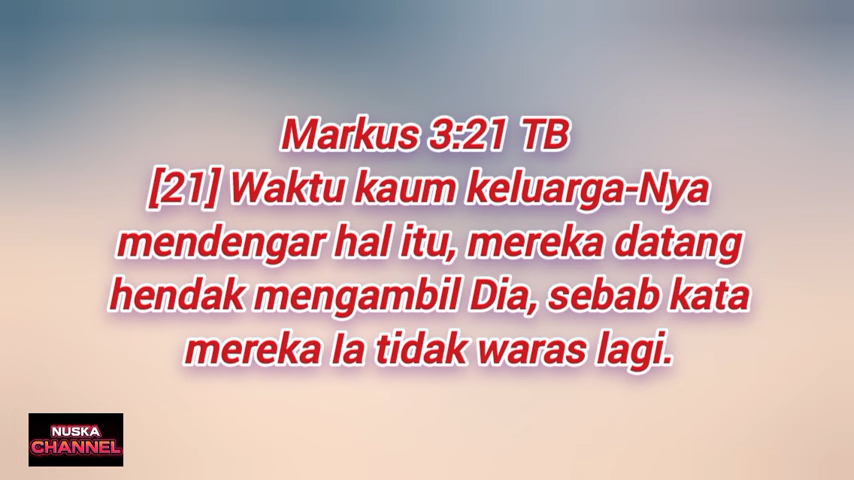 Markus 3:21 TB
[21] Waktu kaum keluarga-Nya
mendengar hal itu, mereka datang
hendak mengambil Dia, sebab kata
mereka Ia tidak waras lagi.
NUSKA
CHANNEL